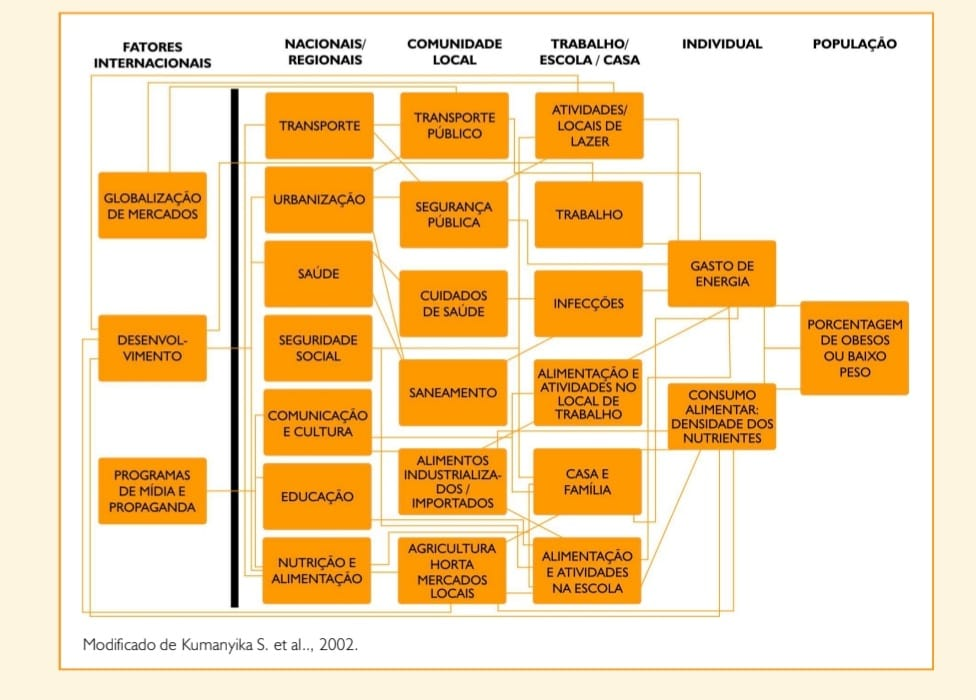 FATORES
INTERNACIONAIS
NACIONAIS/
REGIONAIS
COMUNIDADE
LOCAL
TRABALHO/
ESCOLA / CASA
INDIVIDUAL
POPULAÇÃO
GLOBALIZAÇÃO
DE MERCADOS
DESENVOL-
VIMENTO
PROGRAMAS
DE MÍDIA E
PROPAGANDA
TRANSPORTE
URBANIZAÇÃO
SAÚDE
SEGURIDADE
SOCIAL
COMUNICAÇÃO
E CULTURA
EDUCAÇÃO
NUTRIÇÃO E
ALIMENTAÇÃO
TRANSPORTE
PÚBLICO
SEGURANÇA
PÚBLICA
CUIDADOS
DE SAÚDE
SANEAMENTO
ALIMENTOS
INDUSTRIALIZA-
DOS /
IMPORTADOS
AGRICULTURA
HORTA
MERCADOS
LOCAIS
ATIVIDADES/
LOCAIS DE
LAZER
TRABALHO
INFECÇÕES
ALIMENTAÇÃO E
ATIVIDADES NO
LOCAL DE
TRABALHO
CASA E
FAMÍLIA
ALIMENTAÇÃO
E ATIVIDADES
NA ESCOLA
GASTO DE
ENERGIA
CONSUMO
ALIMENTAR:
DENSIDADE DOS
NUTRIENTES
PORCENTAGEM
DE OBESOS
OU BAIXO
PESO
Modificado de Kumanyika S. et al.., 2002.